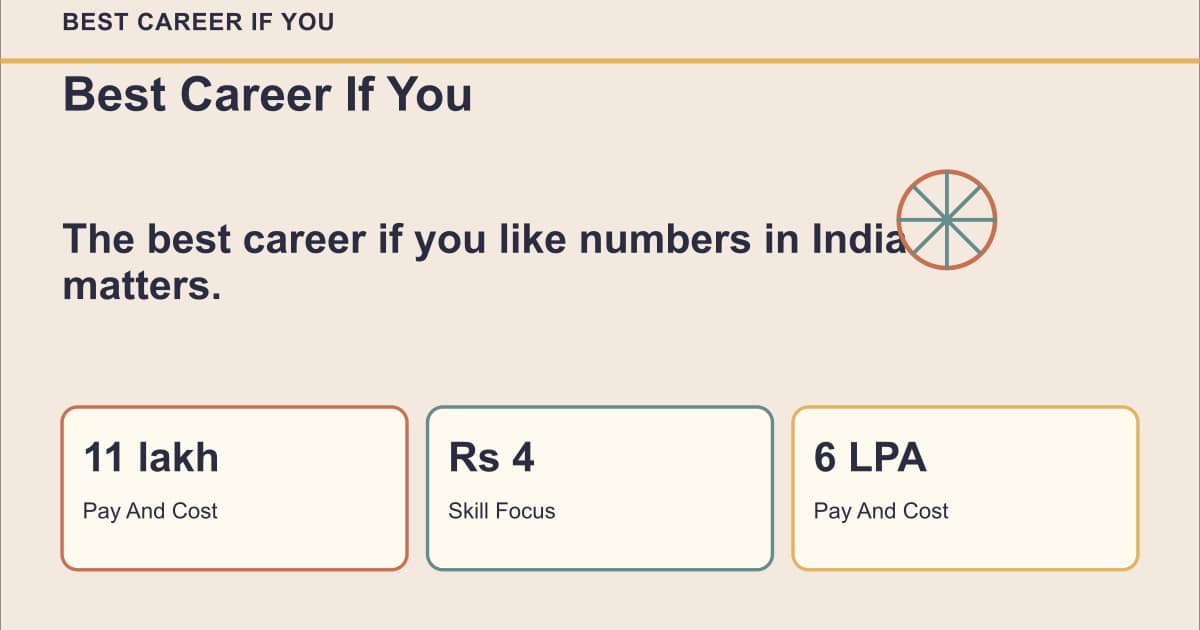 BEST CAREER IF YOU
Best Career If You
The best career if you like numbers in India
matters.
11 lakh
Pay And Cost
Rs 4
Skill Focus
6 LPA
Pay And Cost